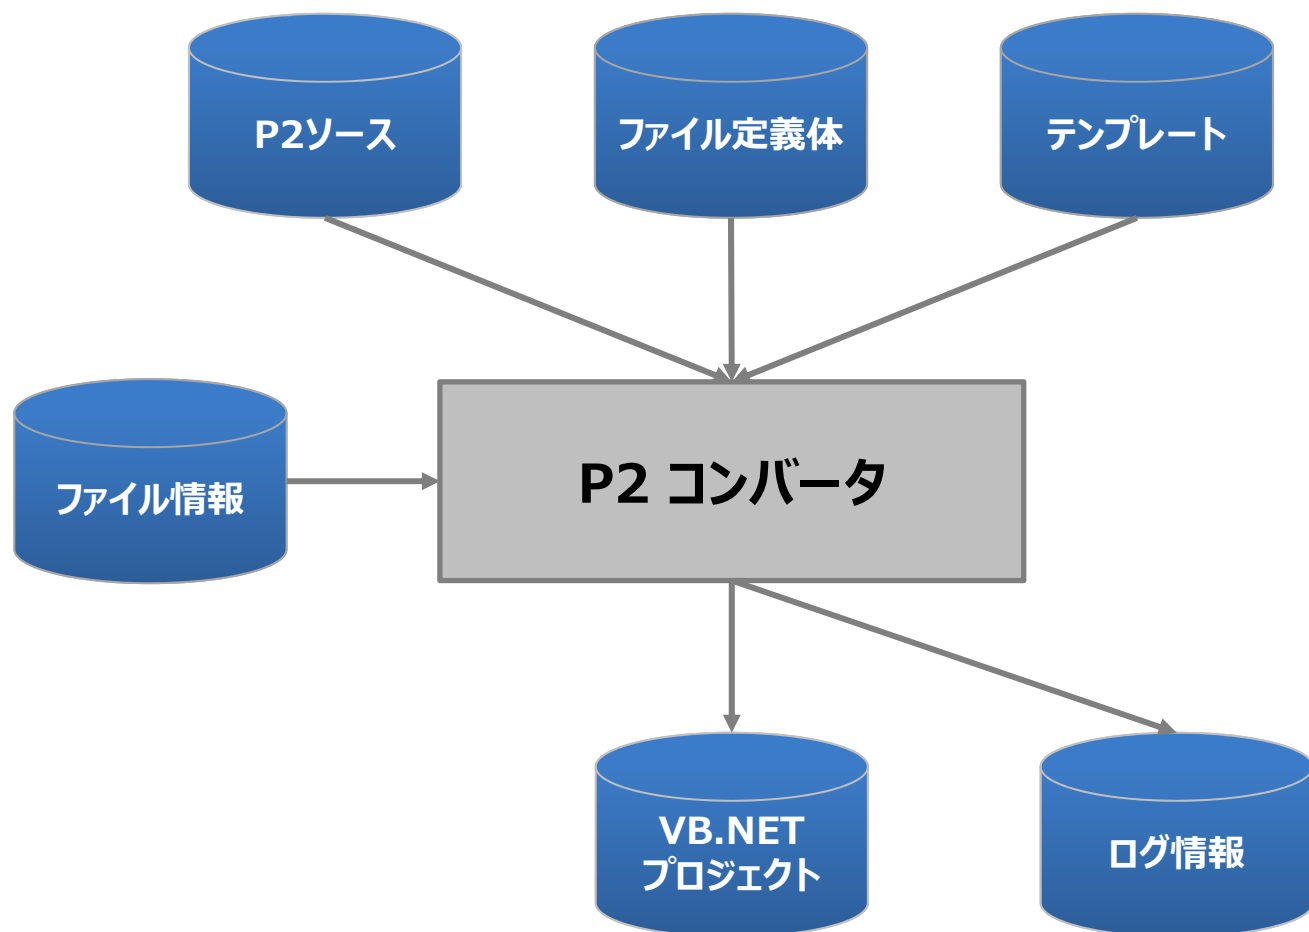 P2ソース
ファイル定義体
テンプレート
ファイル情報
P2 コンバータ
VB.NET
プロジェクト
ログ情報